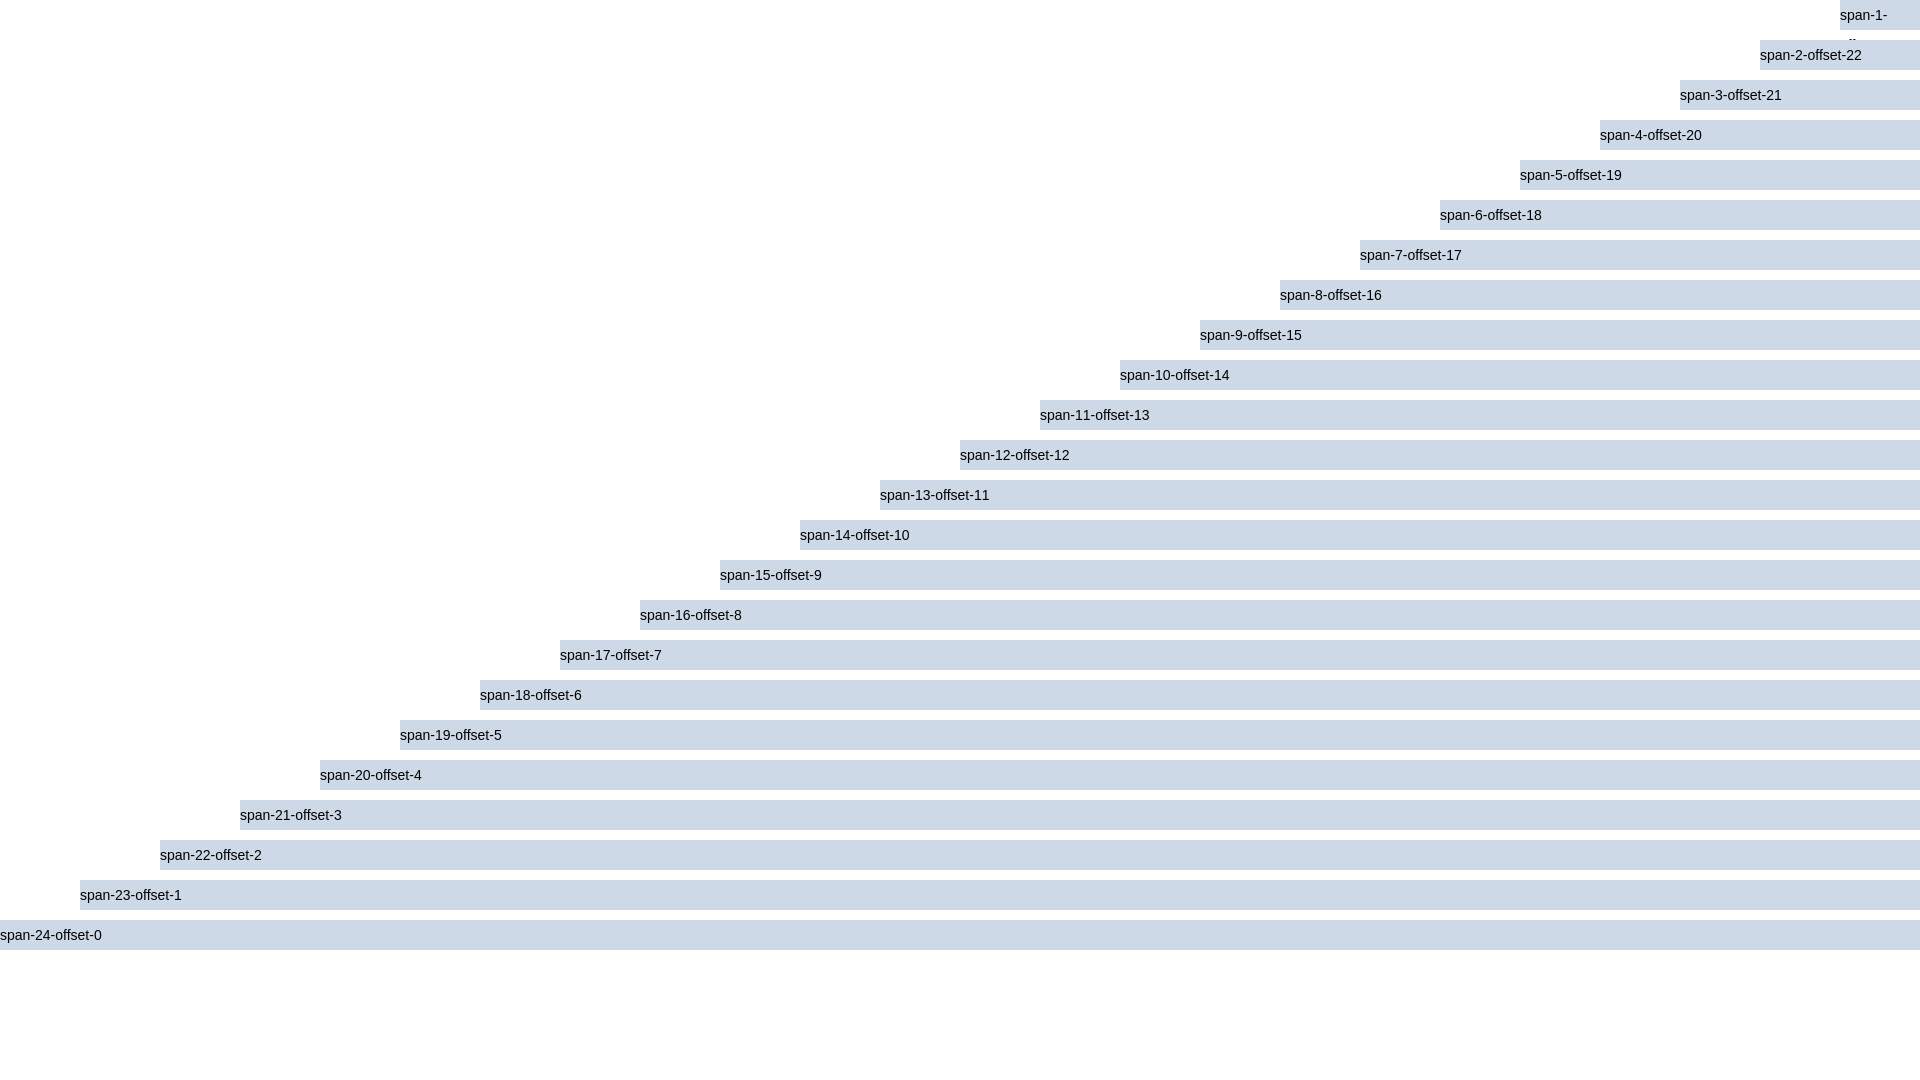 span-1-
span-2-offset-22
span-3-offset-21
span-4-offset-20
span-5-offset-19
span-6-offset-18
span-7-offset-17
span-8-offset-16
span-9-offset-15
span-10-offset-14
span-11-offset-13
span-12-offset-12
span-13-offset-11
span-14-offset-10
span-15-offset-9
span-16-offset-8
span-17-offset-7
span-18-offset-6
span-19-offset-5
span-20-offset-4
span-21-offset-3
span-22-offset-2
span-23-offset-1
span-24-offset-0